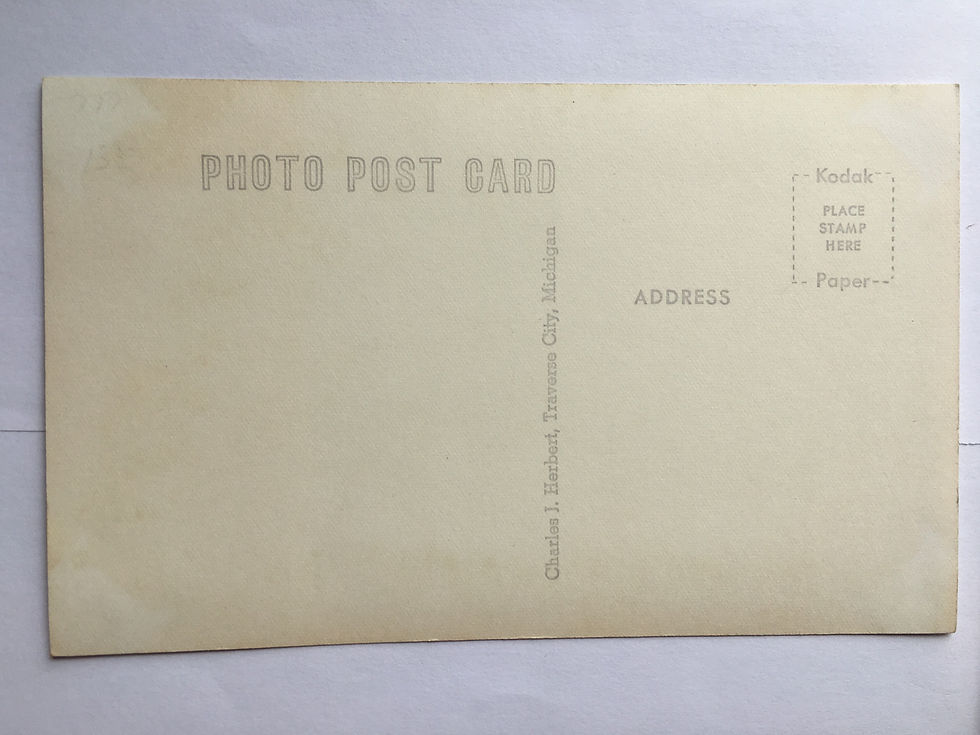 PHOTO POST CARD
Charles J. Herbert, Traverse City, Michigan
ADDRESS
Kodak
PLACE
STAMP
HERE
Paper